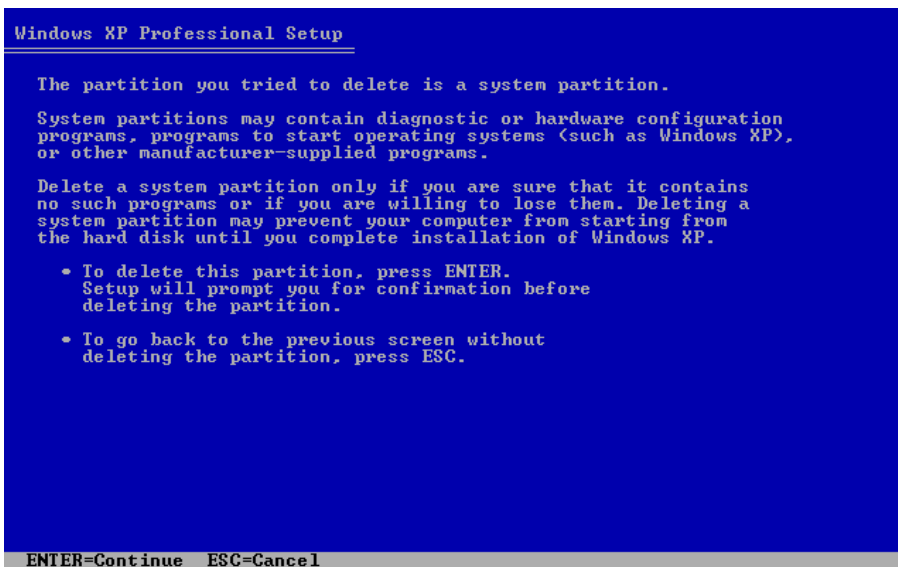 Windows XP Professional Setup
The partition you tried to delete is a system partition.
System partitions may contain diagnostic or hardware configuration
programs, programs to start operating systems (such as Windows XP),
or other manufacturer-supplied programs.
Delete a system partition only if you are sure that it contains
no such programs or if you are willing to lose them. Deleting a
system partition may prevent your computer from starting from
the hard disk until you complete installation of Windows XP.
• To delete this partition, press ENTER.
Setup will prompt you for confirmation before
deleting the partition.
• To go back to the previous screen without
deleting the partition, press ESC.
ENTER=Continue ESC=Cancel